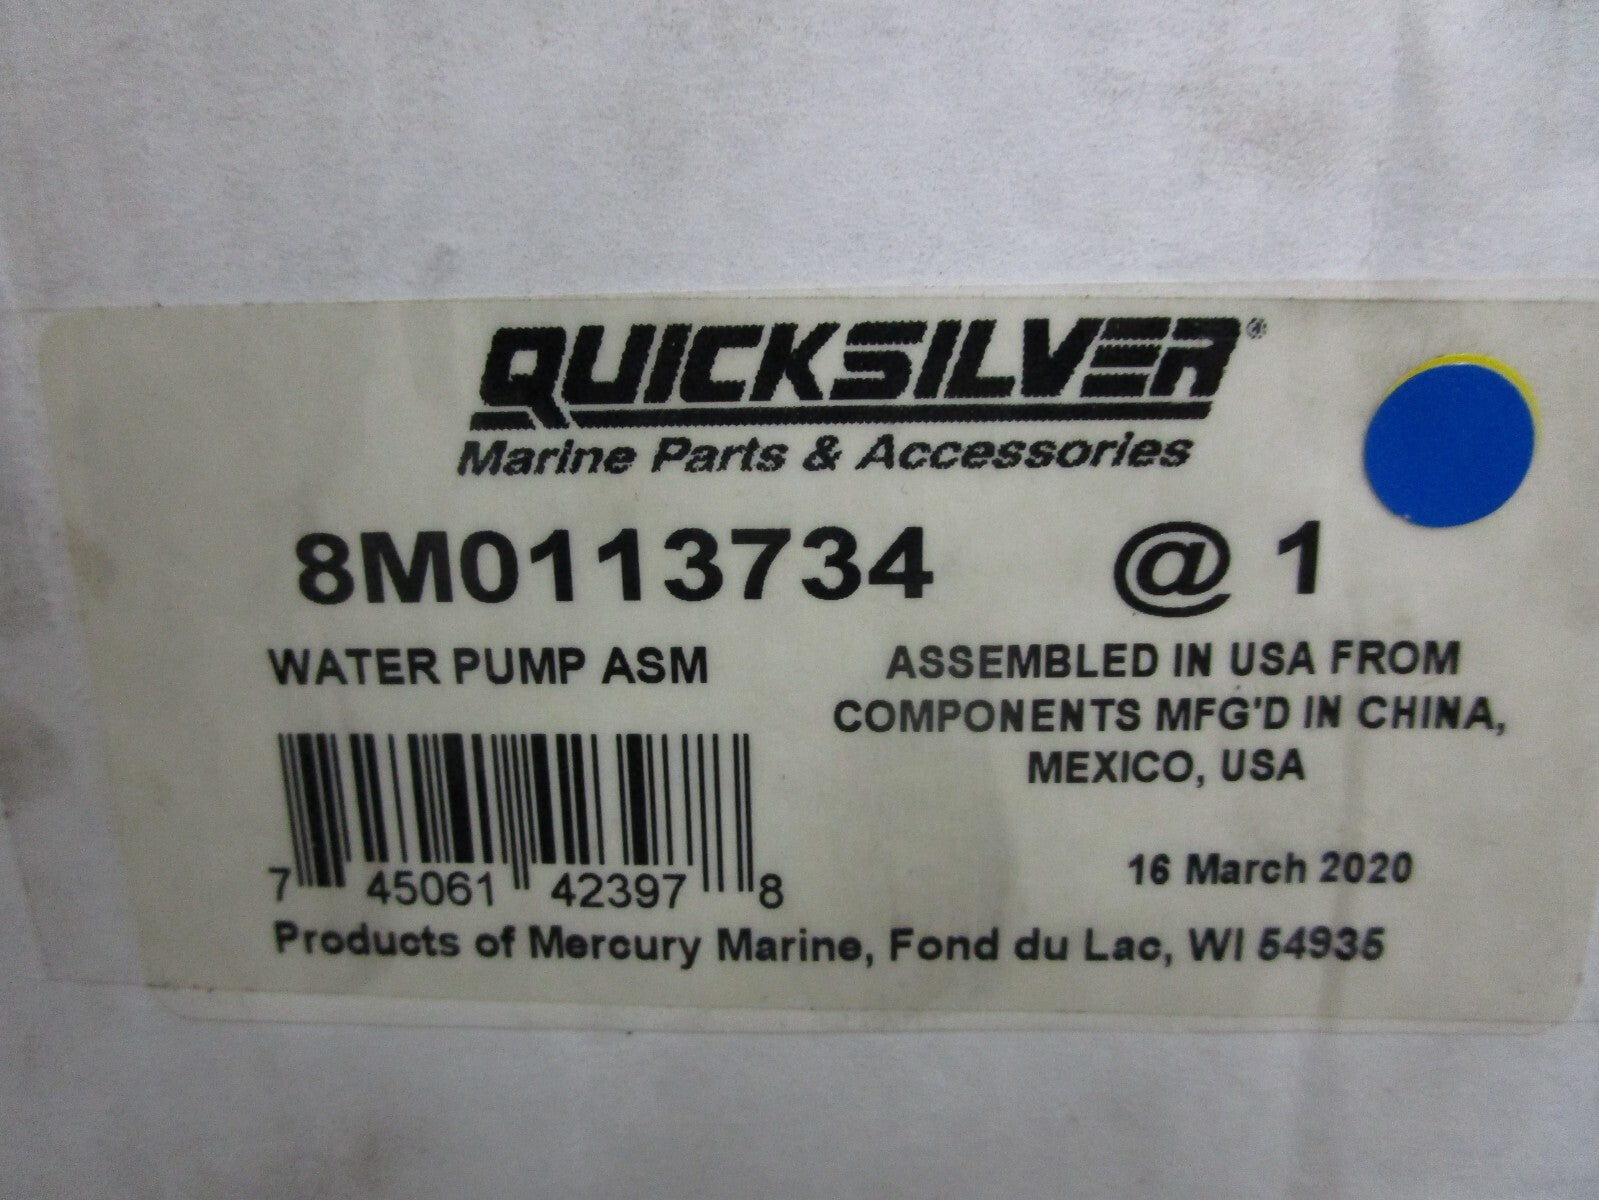 QUICKSILVER®
Marine Parts & Accessories
8M0113734 @ 1
WATER PUMP ASM
ASSEMBLED IN USA FROM
COMPONENTS MFG'D IN CHINA,
MEXICO, USA
7 45061 42397 8
16 March 2020
Products of Mercury Marine, Fond du Lac, WI 54935